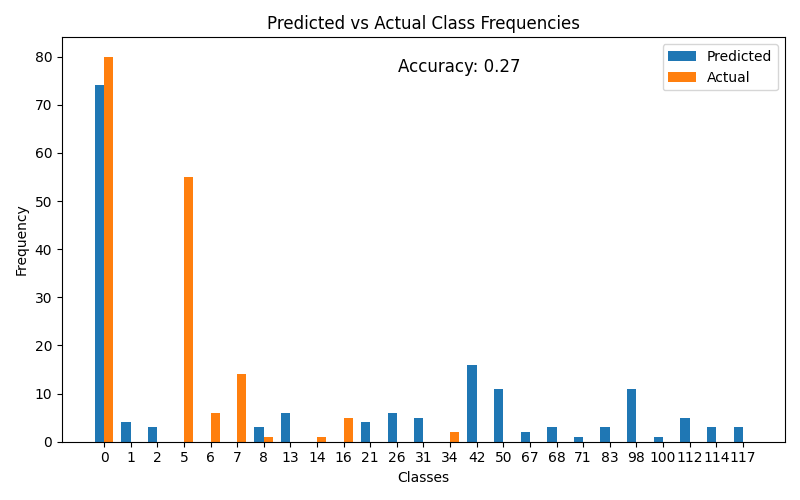 Predicted vs Actual Class Frequencies
Accuracy: 0.27
Predicted
Actual
Frequency
80
70
60
50
40
30
20
10
0
0 1 2 5 6 7 8 13 14 16 21 26 31 34 42 50 67 68 71 83 98 100 112 114 117
Classes